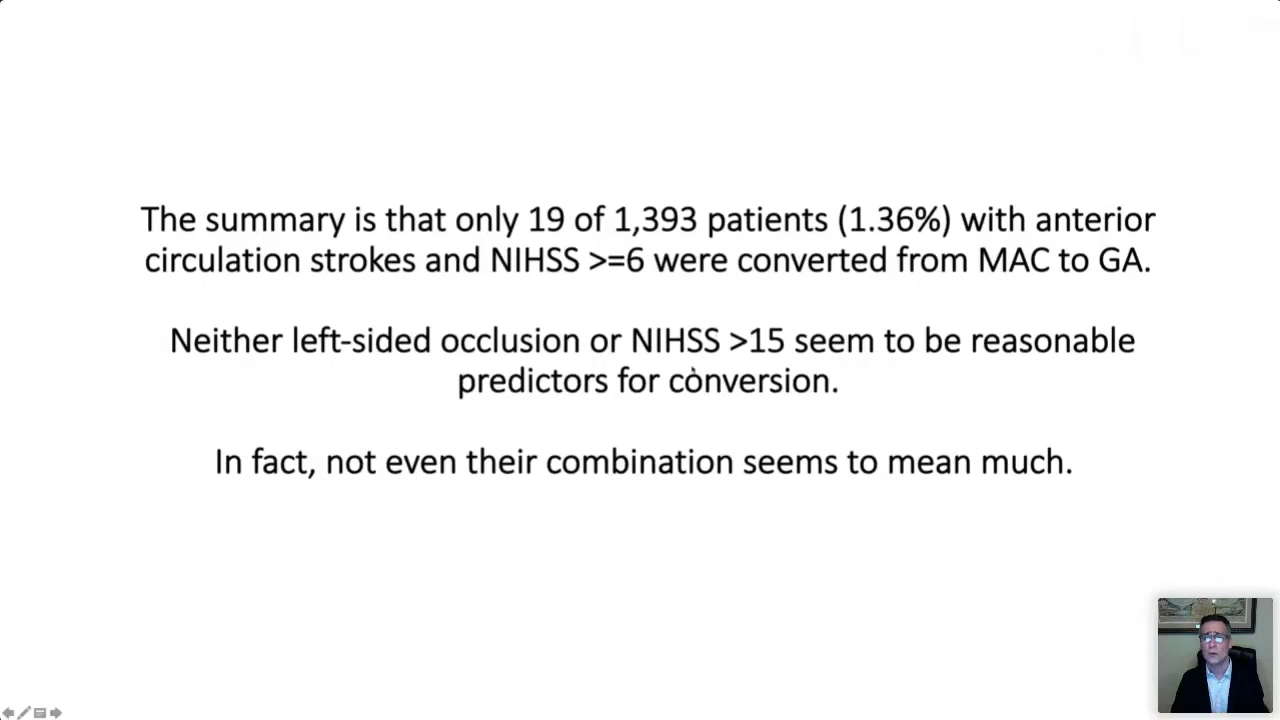 The summary is that only 19 of 1,393 patients (1.36%) with anterior
circulation strokes and NIHSS >=6 were converted from MAC to GA.
Neither left-sided occlusion or NIHSS >15 seem to be reasonable
predictors for conversion.
In fact, not even their combination seems to mean much.